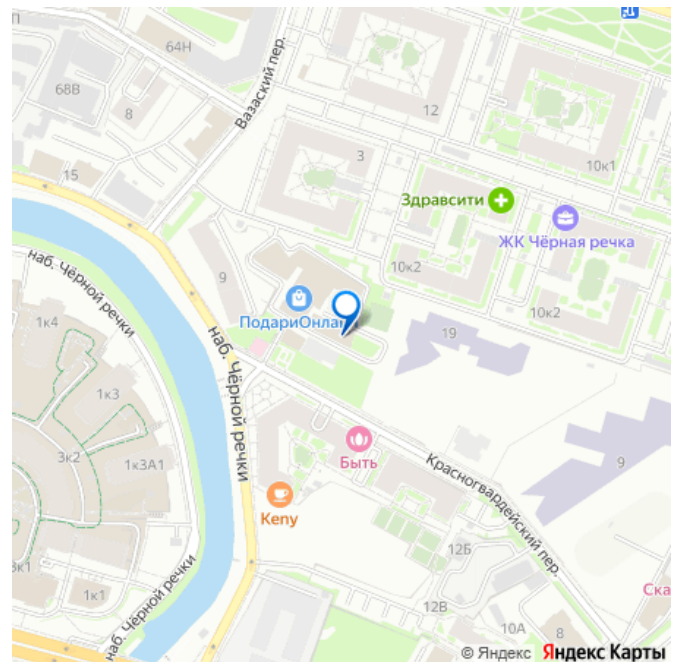 64Н
68В
8
Вазаский пер.
12
3
10к1
15
Здравсити
ЖК Чёрная речка
наб. Чёрной речки
9
10к2
ПодариОнлайн
10к2
1к4
19
наб. Чёрной речки
1к3
3к2
1к3А1
Быть
Красногвардейский пер.
9
Keny
12Б
3к1
1к1
наб. Чёрной речки
12В
10А
8
Ска
© Яндекс Яндекс Карты